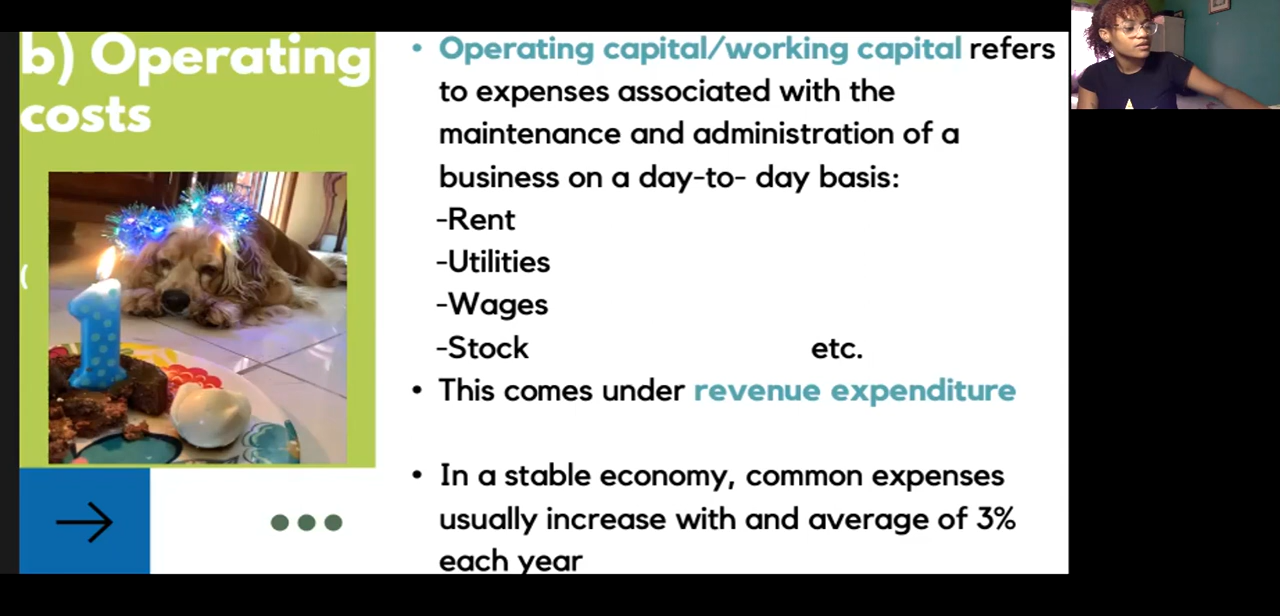 b) Operating
costs
(
1
• Operating capital/working capital refers
to expenses associated with the
maintenance and administration of a
business on a day-to- day basis:
-Rent
-Utilities
-Wages
-Stock etc.
• This comes under revenue expenditure
• In a stable economy, common expenses
usually increase with and average of 3%
each year